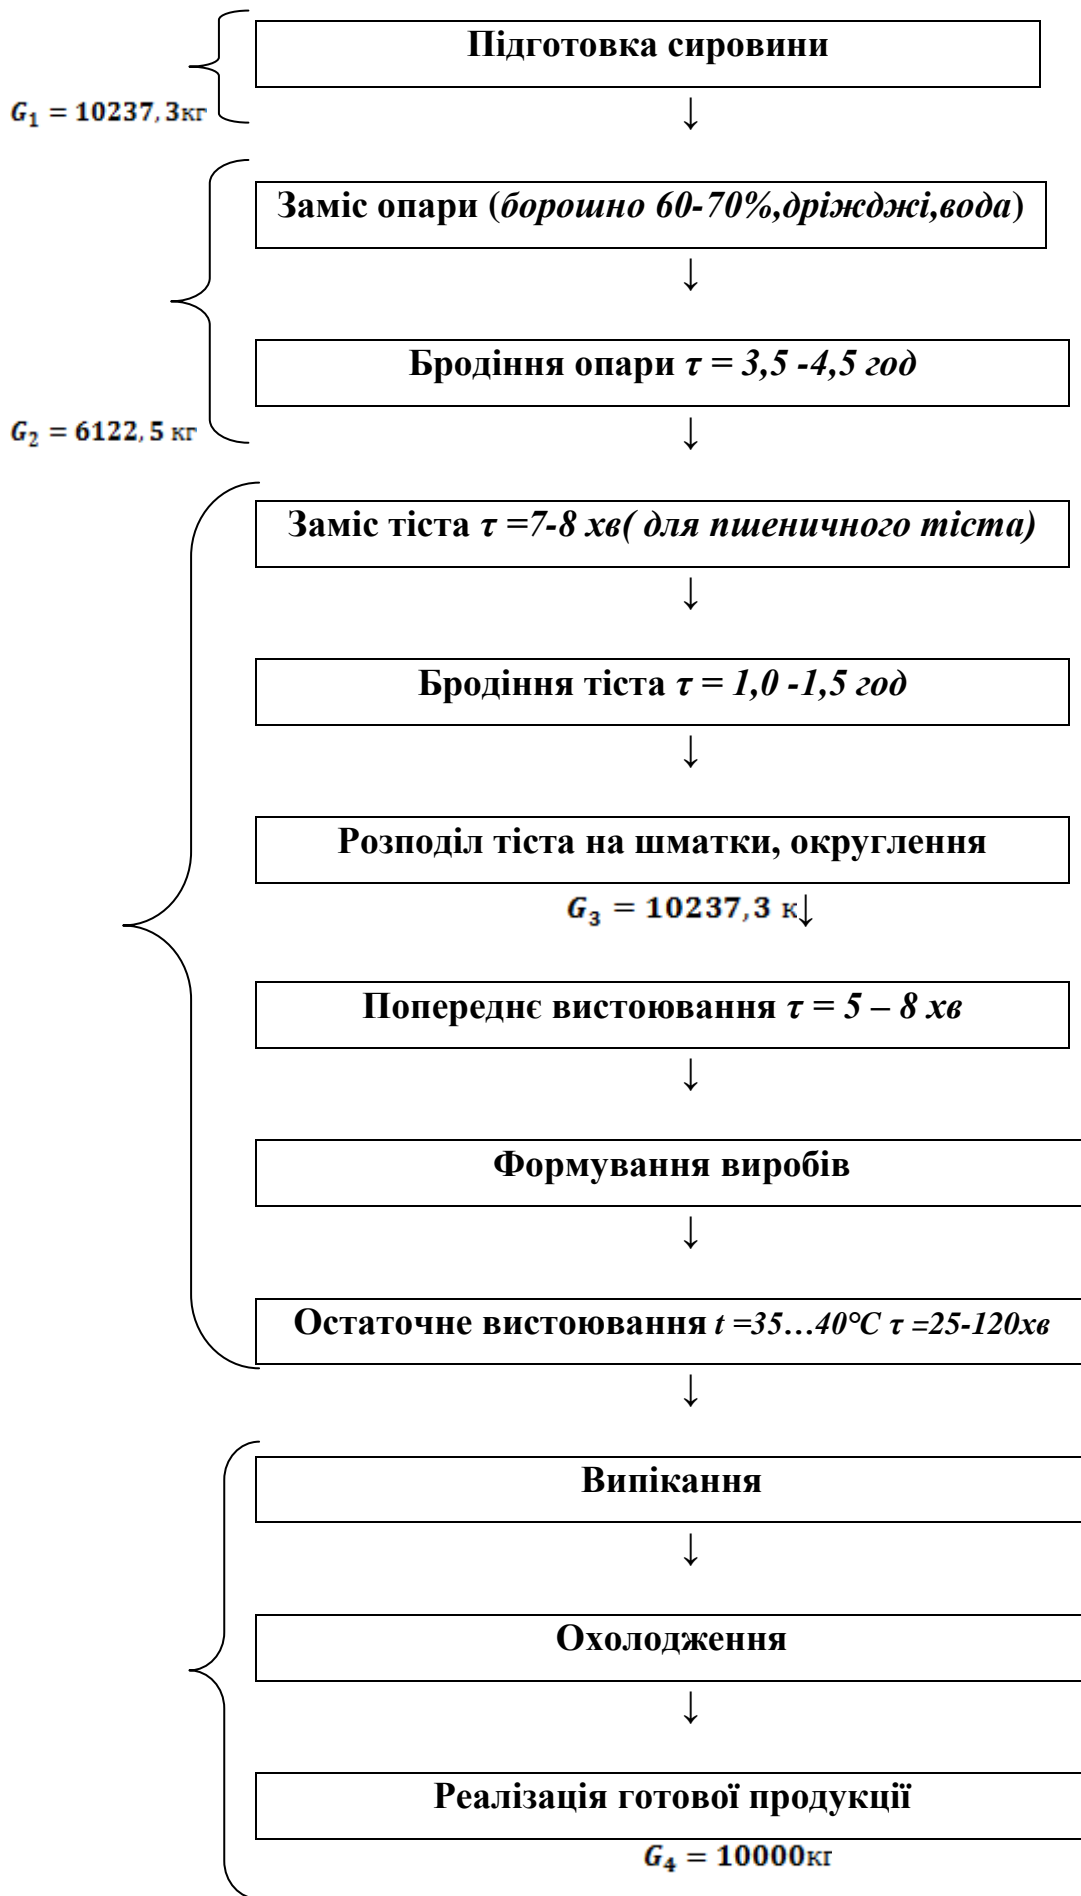 Підготовка сировини
G₁ = 10237,3кг
↓
Заміс опари (борошно 60-70%,дріжджі,вода)
↓
Бродіння опари τ = 3,5 -4,5 год
G₂ = 6122,5 кг
↓
Заміс тіста τ =7-8 хв( для пшеничного тіста)
↓
Бродіння тіста τ = 1,0 -1,5 год
↓
Розподіл тіста на шматки, округлення
G₃ = 10237,3 к↓
Попереднє вистоювання τ = 5 – 8 хв
↓
Формування виробів
↓
Остаточне вистоювання t =35…40°C τ =25-120хв
↓
Випікання
↓
Охолодження
↓
Реалізація готової продукції
G₄ = 10000кг